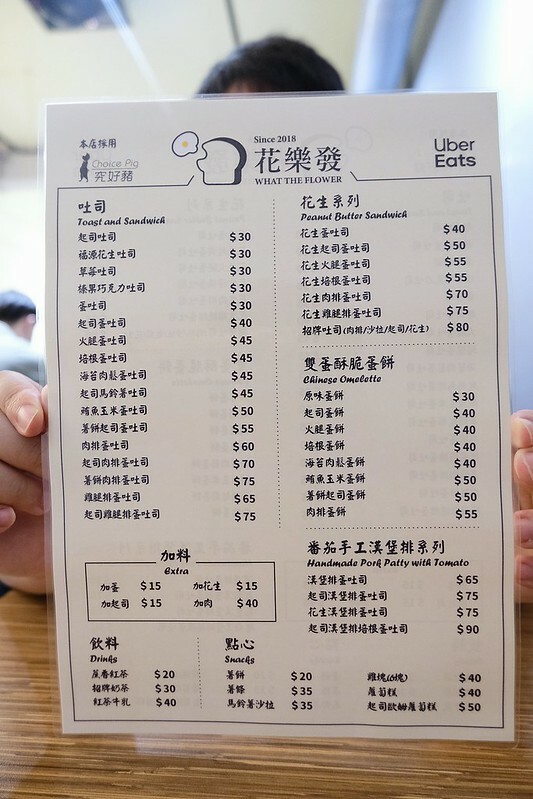 本店採用
Choice Pig
究好豬
Since 2018
花樂發
WHAT THE FLOWER
Uber
Eats
吐司
Toast and Sandwich
起司吐司 $30
福源花生吐司 $30
草莓吐司 $30
榛果巧克力吐司 $30
蛋吐司 $30
起司蛋吐司 $40
火腿蛋吐司 $45
培根蛋吐司 $45
海苔肉鬆蛋吐司 $45
起司馬鈴薯吐司 $45
鮪魚玉米蛋吐司 $50
薯餅起司蛋吐司 $55
肉排蛋吐司 $60
起司肉排蛋吐司 $70
薯餅肉排蛋吐司 $75
雞腿排蛋吐司 $65
起司雞腿排蛋吐司 $75
花生系列
Peanut Butter Sandwich
花生蛋吐司 $40
花生起司蛋吐司 $50
花生火腿蛋吐司 $55
花生培根蛋吐司 $55
花生肉排蛋吐司 $70
花生雞腿排蛋吐司 $75
招牌吐司(肉排/沙拉/起司/花生) $80
雙蛋酥脆蛋餅
Chinese Omelette
原味蛋餅 $30
起司蛋餅 $40
火腿蛋餅 $40
培根蛋餅 $40
海苔肉鬆蛋餅 $40
鮪魚玉米蛋餅 $50
薯餅起司蛋餅 $50
肉排蛋餅 $55
番茄手工漢堡排系列
Handmade Pork Patty with Tomato
漢堡排蛋吐司 $65
起司漢堡排蛋吐司 $75
花生漢堡排蛋吐司 $75
起司漢堡排培根蛋吐司 $90
加料
Extra
加蛋 $15 加花生 $15
加起司 $15 加肉 $40
飲料
Drinks
蔗香紅茶 $20
招牌奶茶 $30
紅茶牛乳 $40
點心
Snacks
薯餅 $20
薯條 $35
馬鈴薯沙拉 $35
雞塊(6塊) $40
蘿蔔糕 $40
起司歐姆蘿蔔糕 $50